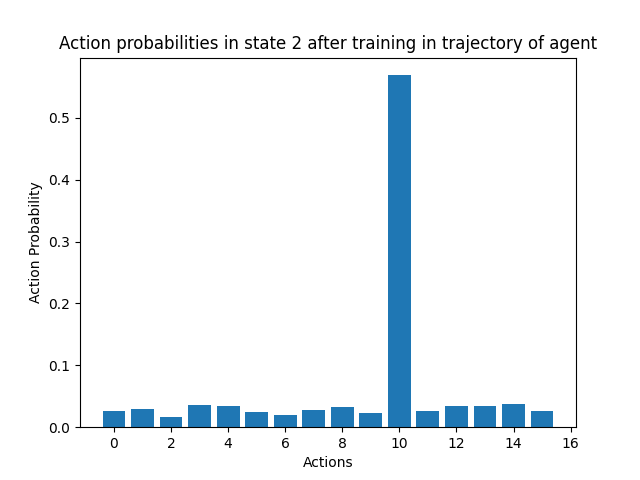 Action probabilities in state 2 after training in trajectory of agent
Action Probability
0.5
0.4
0.3
0.2
0.1
0.0
0 2 4 6 8 10 12 14 16
Actions